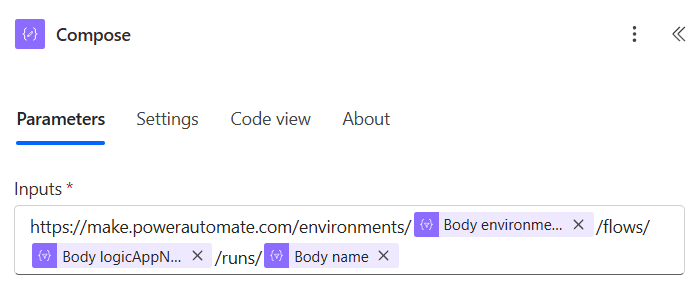 Compose
Parameters Settings Code view About
Inputs *
https://make.powerautomate.com/environments/ Body environme... × /flows/
Body logicAppN... × /runs/ Body name ×